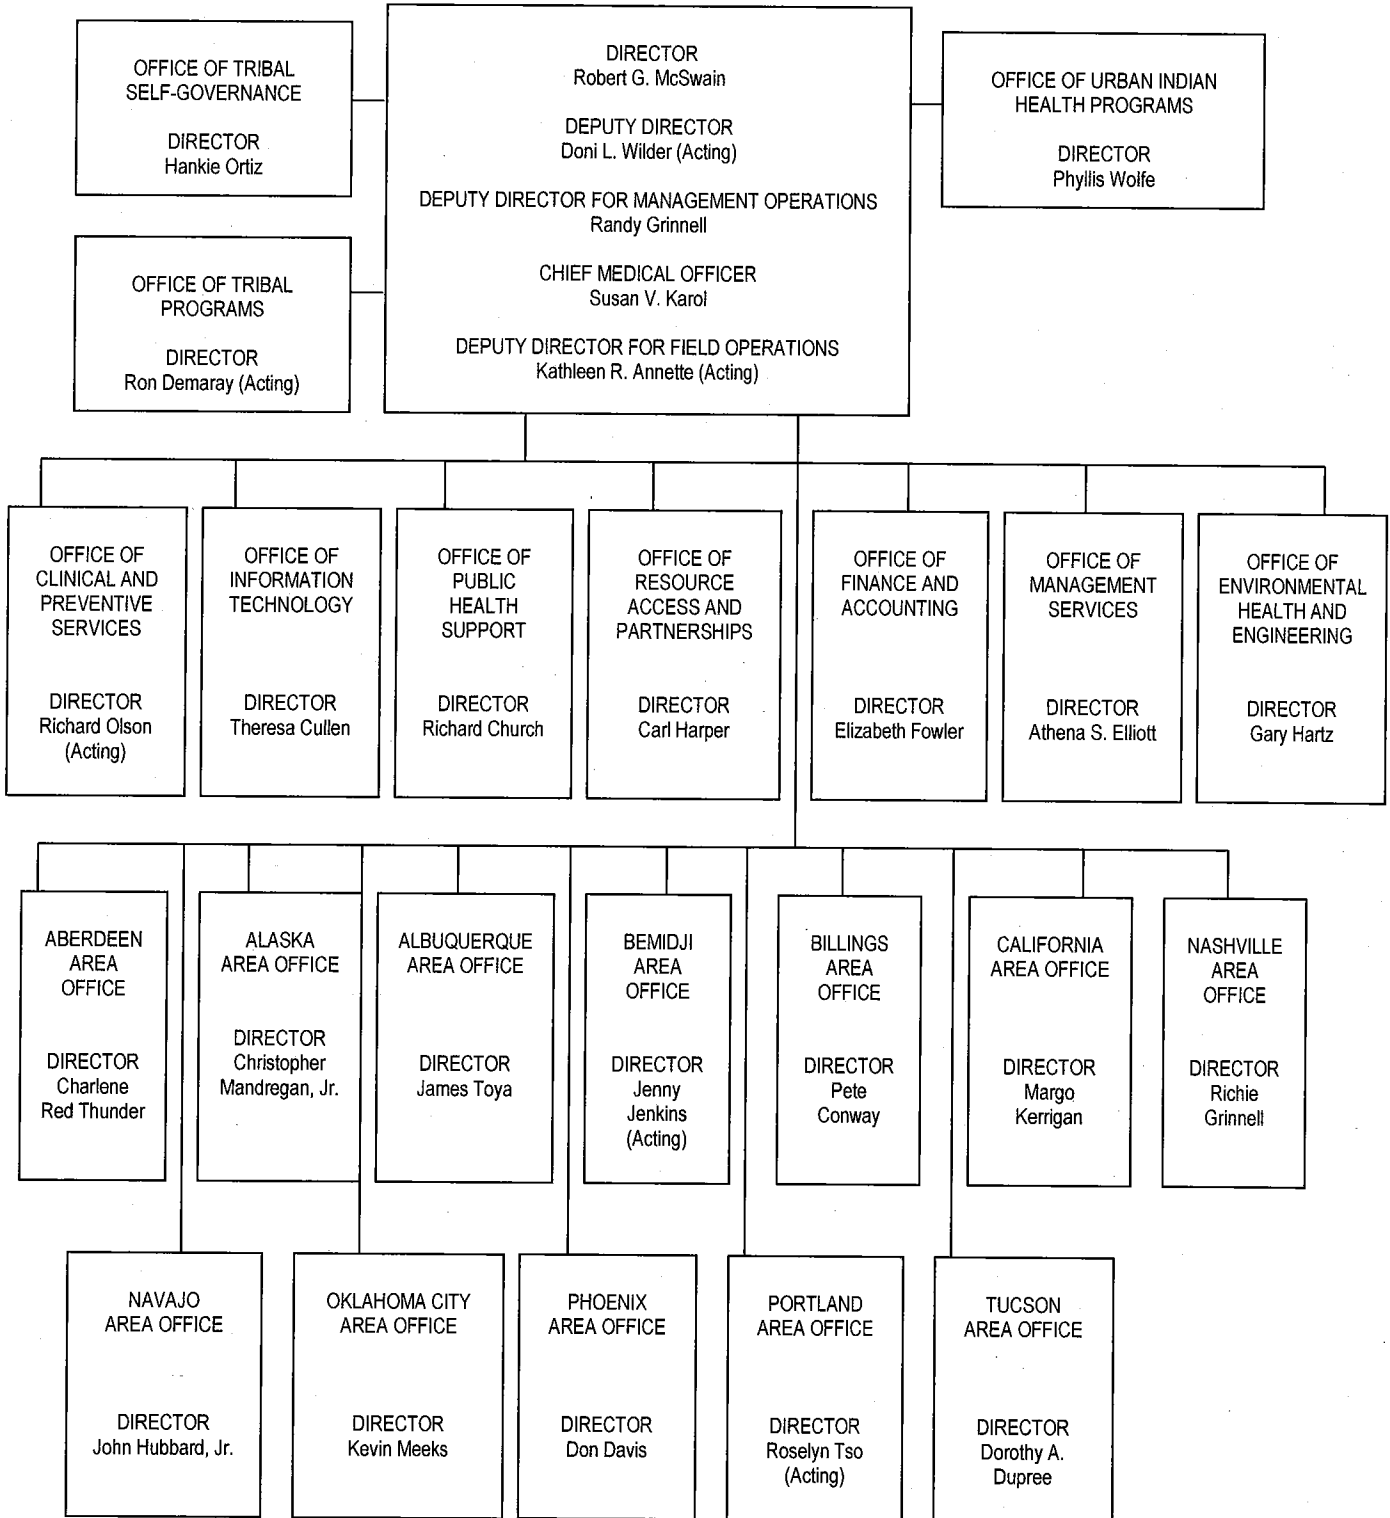 OFFICE OF TRIBAL
SELF-GOVERNANCE
DIRECTOR
Hankie Ortiz
DIRECTOR
Robert G. McSwain
DEPUTY DIRECTOR
Doni L. Wilder (Acting)
DEPUTY DIRECTOR FOR MANAGEMENT OPERATIONS
Randy Grinnell
CHIEF MEDICAL OFFICER
Susan V. Karol
DEPUTY DIRECTOR FOR FIELD OPERATIONS
Kathleen R. Annette (Acting)
OFFICE OF URBAN INDIAN
HEALTH PROGRAMS
DIRECTOR
Phyllis Wolfe
OFFICE OF TRIBAL
PROGRAMS
DIRECTOR
Ron Demaray (Acting)
OFFICE OF
CLINICAL AND
PREVENTIVE
SERVICES
DIRECTOR
Richard Olson
(Acting)
OFFICE OF
INFORMATION
TECHNOLOGY
DIRECTOR
Theresa Cullen
OFFICE OF
PUBLIC
HEALTH
SUPPORT
DIRECTOR
Richard Church
OFFICE OF
RESOURCE
ACCESS AND
PARTNERSHIPS
DIRECTOR
Carl Harper
OFFICE OF
FINANCE AND
ACCOUNTING
DIRECTOR
Elizabeth Fowler
OFFICE OF
MANAGEMENT
SERVICES
DIRECTOR
Athena S. Elliott
OFFICE OF
ENVIRONMENTAL
HEALTH AND
ENGINEERING
DIRECTOR
Gary Hartz
ABERDEEN
AREA
OFFICE
DIRECTOR
Charlene
Red Thunder
ALASKA
AREA OFFICE
DIRECTOR
Christopher
Mandregan, Jr.
ALBUQUERQUE
AREA OFFICE
DIRECTOR
James Toya
BEMIDJI
AREA
OFFICE
DIRECTOR
Jenny
Jenkins
(Acting)
BILLINGS
AREA
OFFICE
DIRECTOR
Pete
Conway
CALIFORNIA
AREA OFFICE
DIRECTOR
Margo
Kerrigan
NASHVILLE
AREA
OFFICE
DIRECTOR
Richie
Grinnell
NAVAJO
AREA OFFICE
DIRECTOR
John Hubbard, Jr.
OKLAHOMA CITY
AREA OFFICE
DIRECTOR
Kevin Meeks
PHOENIX
AREA OFFICE
DIRECTOR
Don Davis
PORTLAND
AREA OFFICE
DIRECTOR
Roselyn Tso
(Acting)
TUCSON
AREA OFFICE
DIRECTOR
Dorothy A.
Dupree